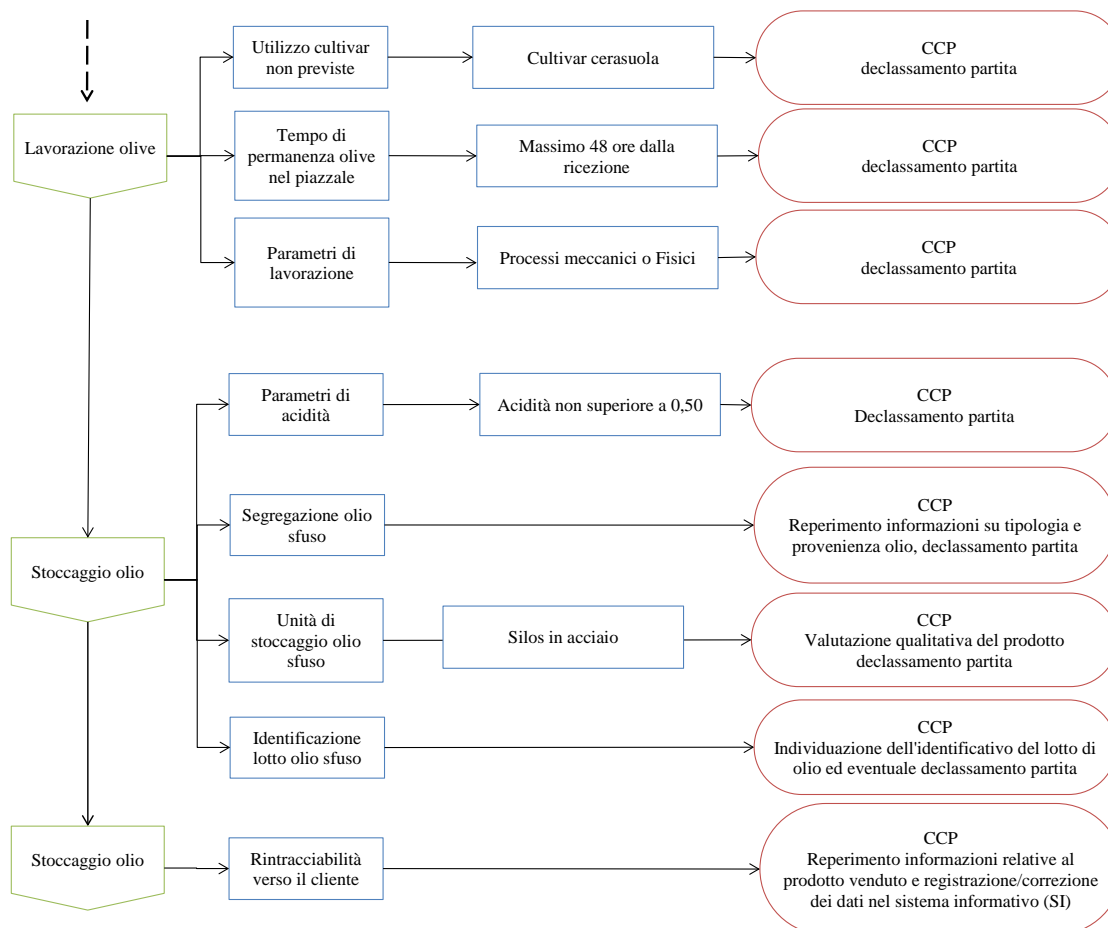 Utilizzo cultivar
non previste
Cultivar cerasuola
CCP
declassamento partita
Lavorazione olive
Tempo di
permanenza olive
nel piazzale
Massimo 48 ore dalla
ricezione
CCP
declassamento partita
Parametri di
lavorazione
Processi meccanici o Fisici
CCP
declassamento partita
Parametri di
acidità
Acidità non superiore a 0,50
CCP
Declassamento partita
Segregazione olio
sfuso
CCP
Reperimento informazioni su tipologia e
provenienza olio, declassamento partita
Stoccaggio olio
Unità di
stoccaggio olio
sfuso
Silos in acciaio
CCP
Valutazione qualitativa del prodotto
declassamento partita
Identificazione
lotto olio sfuso
CCP
Individuazione dell'identificativo del lotto di
olio ed eventuale declassamento partita
Stoccaggio olio
Rintracciabilità
verso il cliente
CCP
Reperimento informazioni relative al
prodotto venduto e registrazione/correzione
dei dati nel sistema informativo (SI)